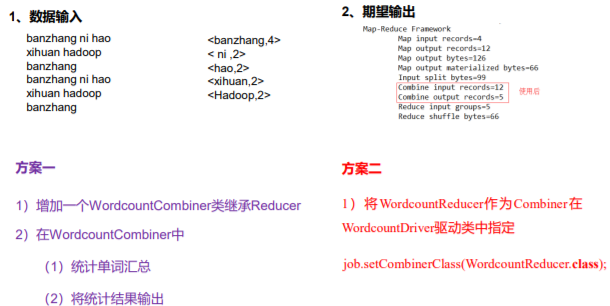 1、数据输入
banzhang ni hao
xihuan hadoop
banzhang
banzhang ni hao
xihuan hadoop
banzhang
<banzhang,4>
< ni ,2>
<hao,2>
<xihuan,2>
<Hadoop,2>
2、期望输出
Map-Reduce Framework
Map input records=4
Map output records=12
Map output bytes=126
Map output materialized bytes=66
Input split bytes=99
Combine input records=12
Combine output records=5
使用后
Reduce input groups=5
Reduce shuffle bytes=66
方案一
1）增加一个WordcountCombiner类继承Reducer
2）在WordcountCombiner中
（1）统计单词汇总
（2）将统计结果输出
方案二
1）将WordcountReducer作为Combiner在
WordcountDriver驱动类中指定
job.setCombinerClass(WordcountReducer.class);